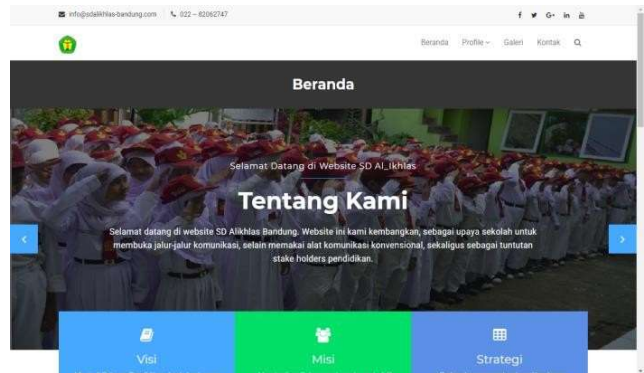 info@sdalikhlas-bandung.com 022 – 82062747
Beranda Profile Galeri Kontak
Beranda
Selamat Datang di Website SD Al_Ikhlas
Tentang Kami
Selamat datang di website SD Alikhlas Bandung. Website ini kami kembangkan, sebagai upaya sekolah untuk
membuka jalur-jalur komunikasi, selain memakai alat komunikasi konvensional, sekaligus sebagai tuntutan
stake holders pendidikan.
Visi Misi Strategi